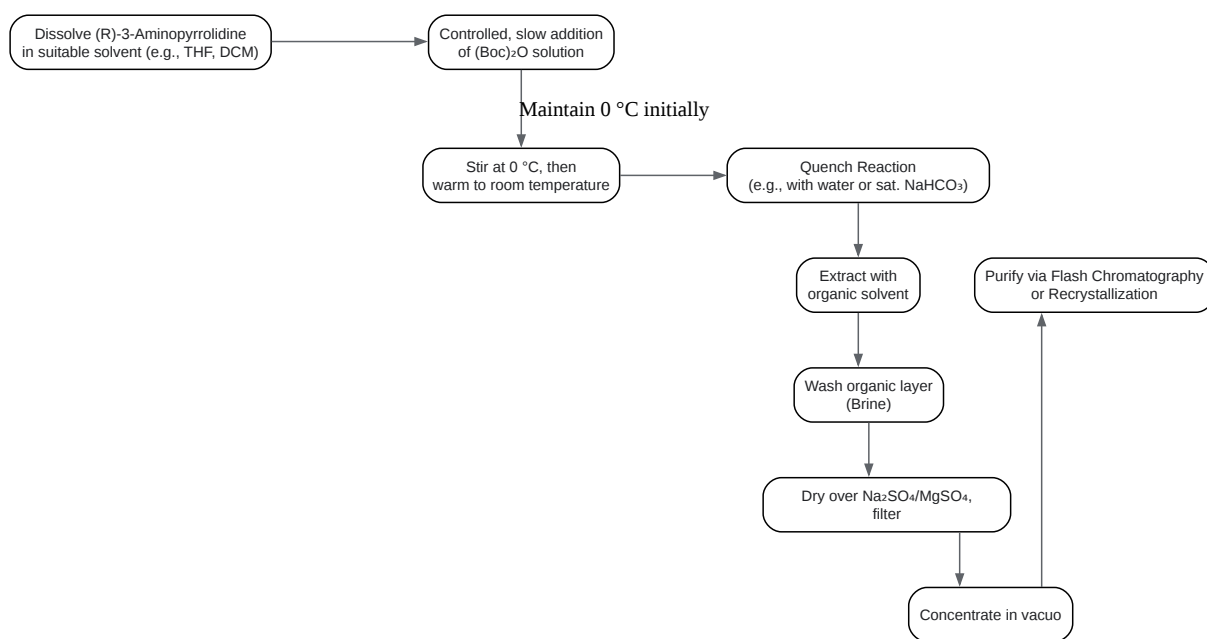 Dissolve (R)-3-Aminopyrrolidine
in suitable solvent (e.g., THF, DCM)
Controlled, slow addition
of (Boc)₂O solution
Maintain 0 °C initially
Stir at 0 °C, then
warm to room temperature
Quench Reaction
(e.g., with water or sat. NaHCO₃)
Extract with
organic solvent
Purify via Flash Chromatography
or Recrystallization
Wash organic layer
(Brine)
Dry over Na₂SO₄/MgSO₄,
filter
Concentrate in vacuo